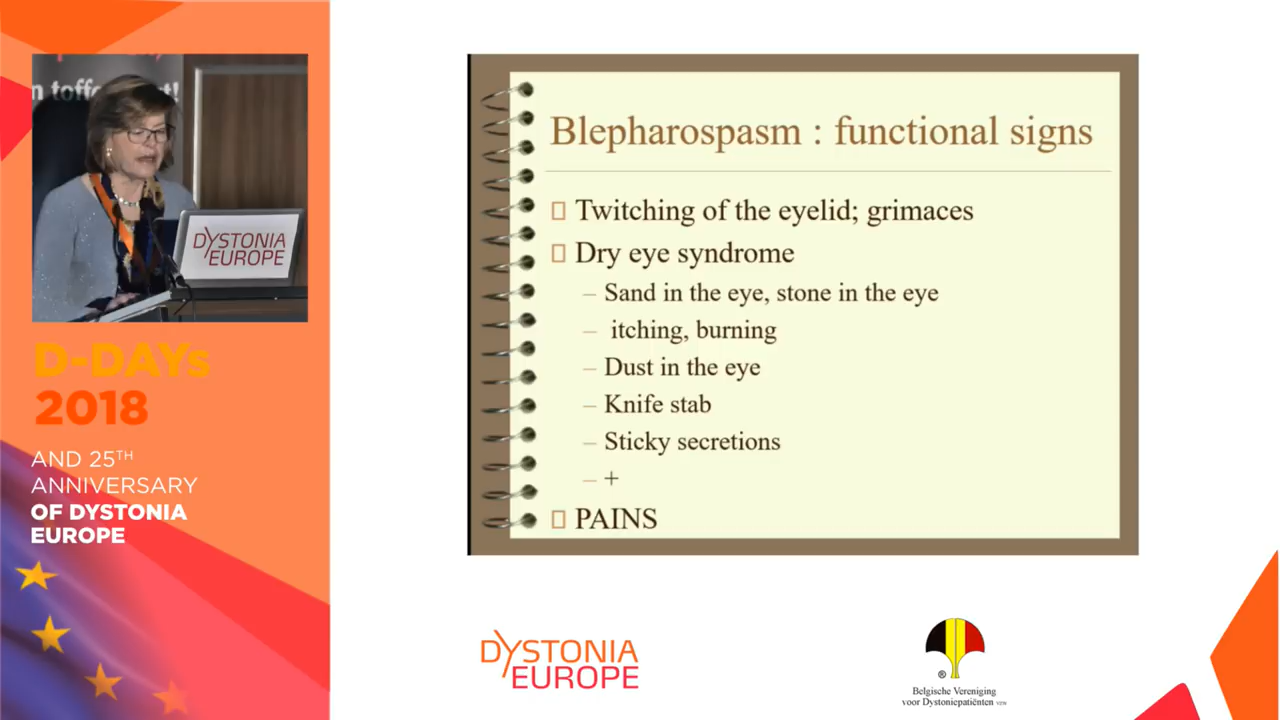 n toff
t!
DYSTONIA
EUROPE
D-DAYs
2018
AND 25TH
ANNIVERSARY
OF DYSTONIA
EUROPE
Blepharospasm : functional signs
Twitching of the eyelid; grimaces
Dry eye syndrome
– Sand in the eye, stone in the eye
– itching, burning
– Dust in the eye
– Knife stab
– Sticky secretions
– +
PAINS
DYSTONIA
EUROPE
®
Belgische Vereniging
voor Dystoniepatiënten vzw